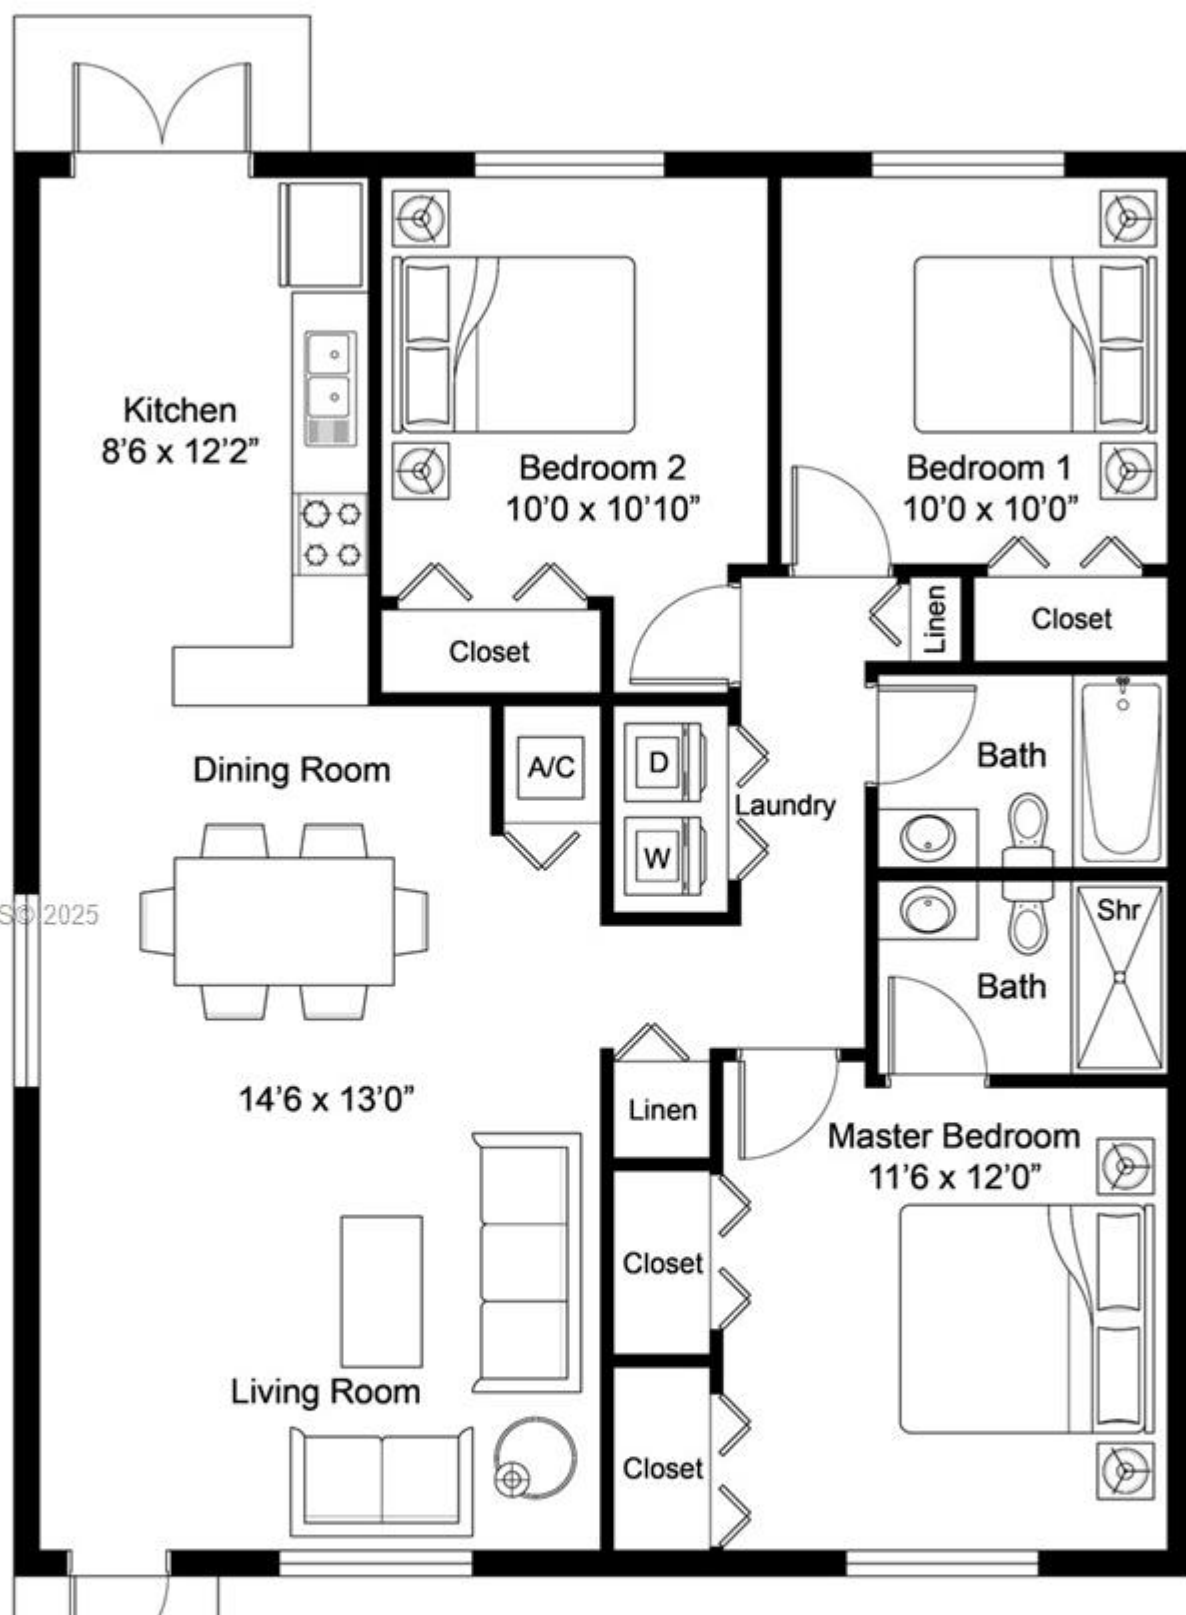 Kitchen
8'6 x 12'2”
Bedroom 2
10'0 x 10'10”
Bedroom 1
10'0 x 10'0”
Closet
Linen
Closet
Dining Room
A/C
D
W
Laundry
Bath
S© 2025
Shr
Bath
14'6 x 13'0”
Linen
Master Bedroom
11'6 x 12'0”
Closet
Living Room
Closet